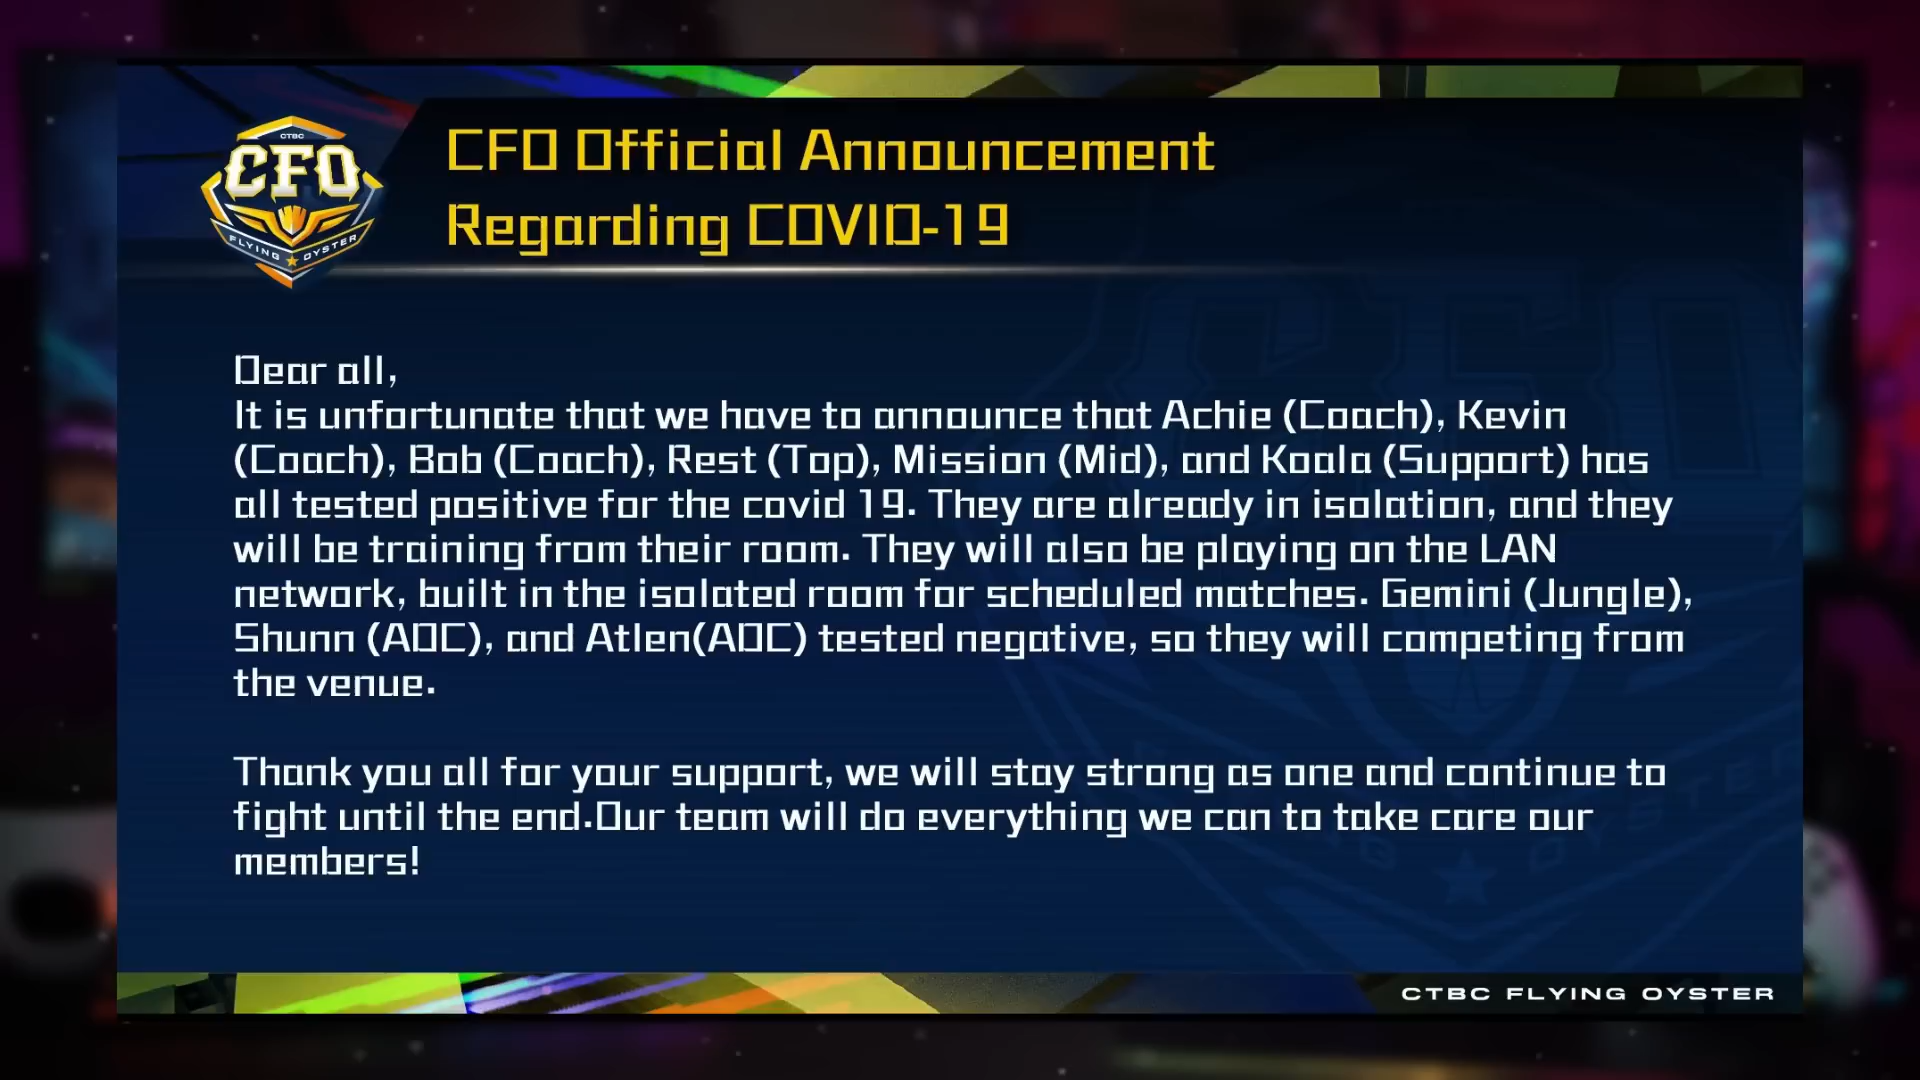 CTBC
CFO
FLYING OYSTER
CFO Official Announcement
Regarding COVID-19
Dear all,
It is unfortunate that we have to announce that Achie (Coach), Kevin
(Coach), Bob (Coach), Rest (Top), Mission (Mid), and Koala (Support) has
all tested positive for the covid 19. They are already in isolation, and they
will be training from their room. They will also be playing on the LAN
network, built in the isolated room for scheduled matches. Gemini (Jungle),
Shunn (ADC), and Atlen(ADC) tested negative, so they will competing from
the venue.
Thank you all for your support, we will stay strong as one and continue to
fight until the end.Our team will do everything we can to take care our
members!
CTBC FLYING OYSTER